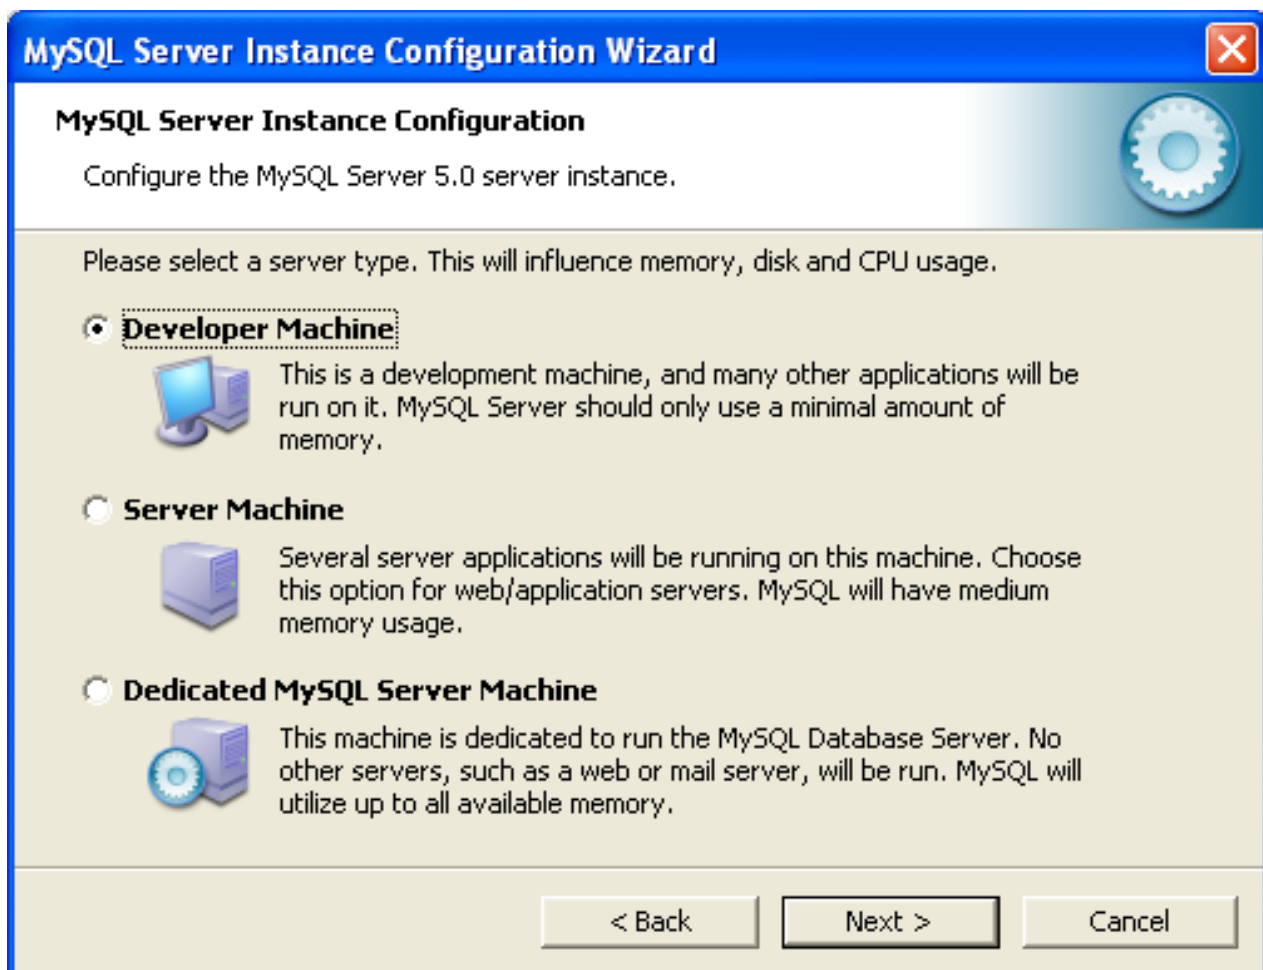 MySQL Server Instance Configuration Wizard
MySQL Server Instance Configuration
Configure the MySQL Server 5.0 server instance.
Please select a server type. This will influence memory, disk and CPU usage.
Developer Machine
This is a development machine, and many other applications will be
run on it. MySQL Server should only use a minimal amount of
memory.
Server Machine
Several server applications will be running on this machine. Choose
this option for web/application servers. MySQL will have medium
memory usage.
Dedicated MySQL Server Machine
This machine is dedicated to run the MySQL Database Server. No
other servers, such as a web or mail server, will be run. MySQL will
utilize up to all available memory.
< Back Next > Cancel